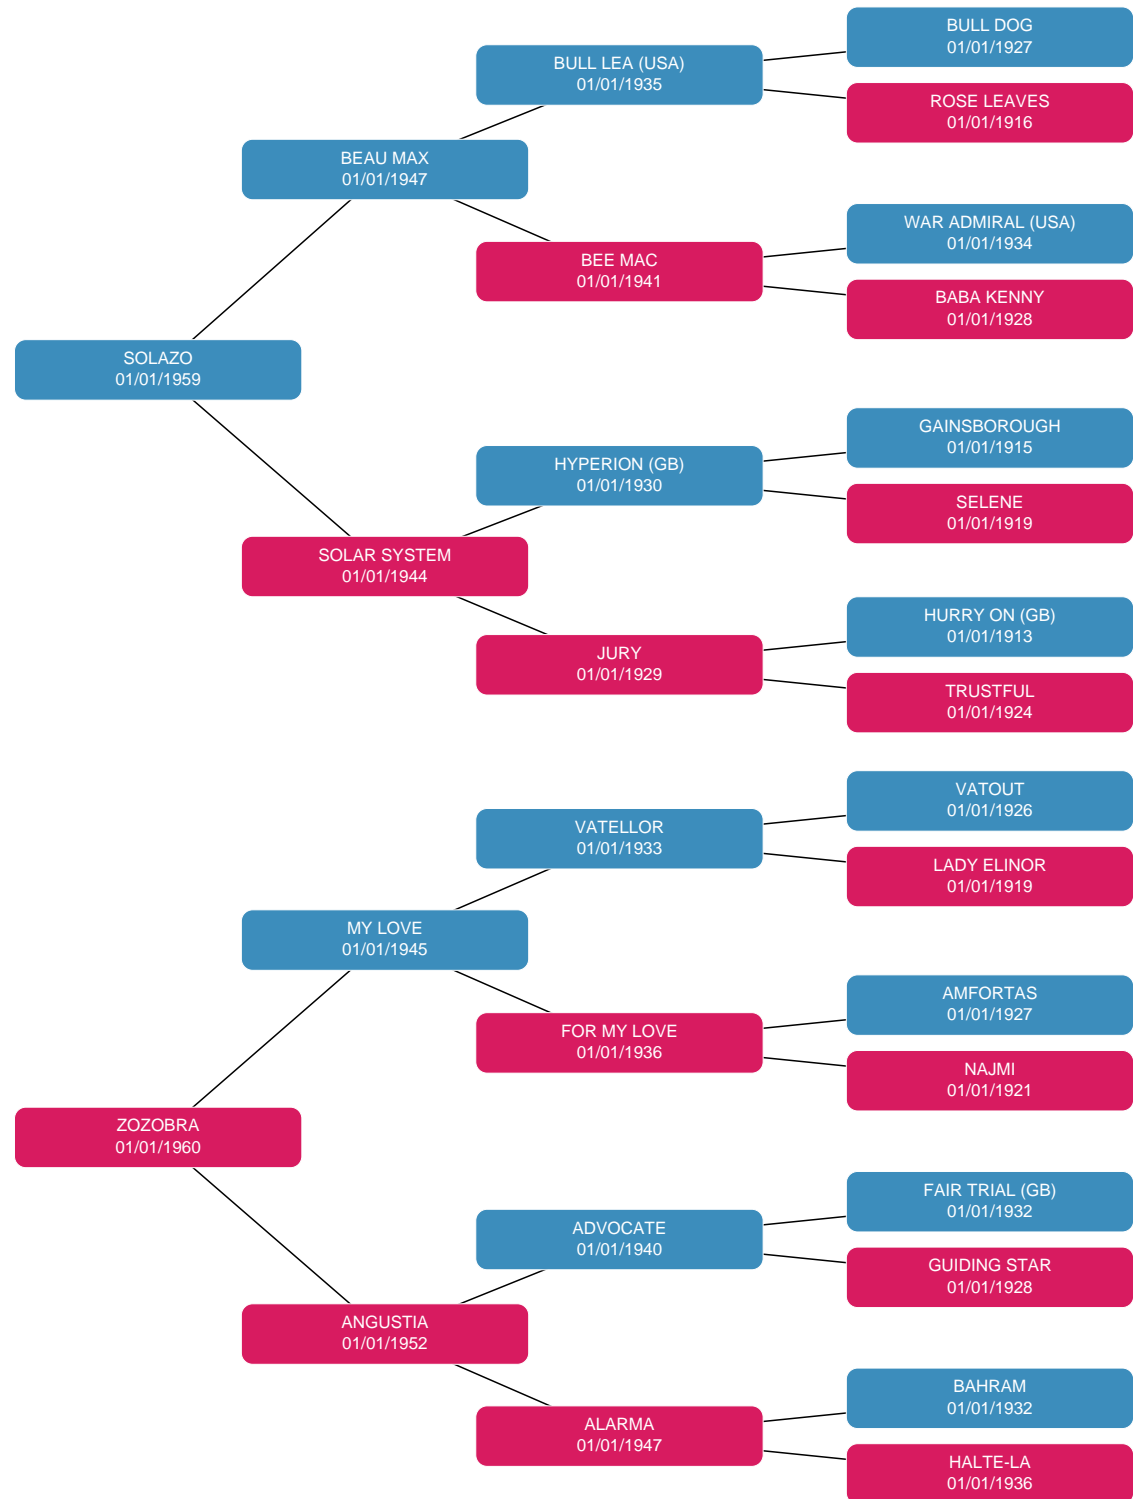 BULL DOG
01/01/1927
BULL LEA (USA)
01/01/1935
ROSE LEAVES
01/01/1916
BEAU MAX
01/01/1947
WAR ADMIRAL (USA)
01/01/1934
BEE MAC
01/01/1941
BABA KENNY
01/01/1928
SOLAZO
01/01/1959
GAINSBOROUGH
01/01/1915
HYPERION (GB)
01/01/1930
SELENE
01/01/1919
SOLAR SYSTEM
01/01/1944
HURRY ON (GB)
01/01/1913
JURY
01/01/1929
TRUSTFUL
01/01/1924
VATOUT
01/01/1926
VATELLOR
01/01/1933
LADY ELINOR
01/01/1919
MY LOVE
01/01/1945
AMFORTAS
01/01/1927
FOR MY LOVE
01/01/1936
NAJMI
01/01/1921
ZOZOBRA
01/01/1960
FAIR TRIAL (GB)
01/01/1932
ADVOCATE
01/01/1940
GUIDING STAR
01/01/1928
ANGUSTIA
01/01/1952
BAHRAM
01/01/1932
ALARMA
01/01/1947
HALTE-LA
01/01/1936